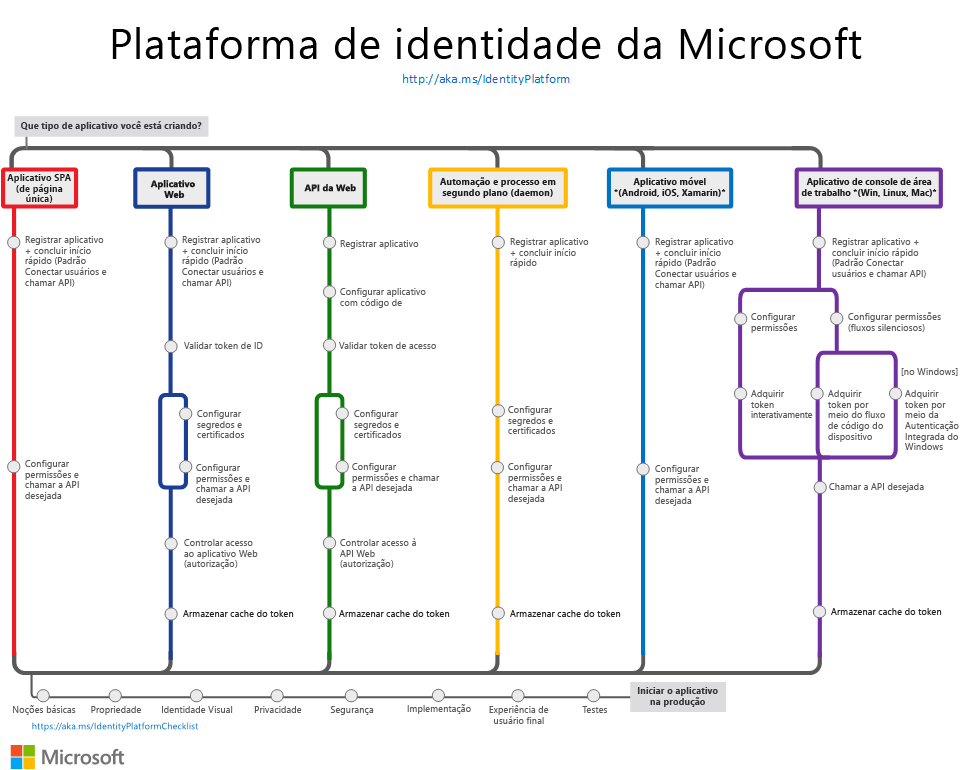 Plataforma de identidade da Microsoft
http://aka.ms/IdentityPlatform
Que tipo de aplicativo você está criando?
Aplicativo SPA
(de página
única)
Registrar aplicativo
+ concluir início
rápido (Padrão
Conectar usuários e
chamar API)
Configurar
permissões e
chamar a API
desejada
Aplicativo
Web
Registrar aplicativo
+ concluir início
rápido (Padrão
Conectar usuários e
chamar API)
Validar token de ID
Configurar
segredos e
certificados
Configurar
permissões e
chamar a API
desejada
Controlar acesso
ao aplicativo Web
(autorização)
Armazenar cache do token
API da Web
Registrar aplicativo
Configurar aplicativo
com código de
Validar token de acesso
Configurar
segredos e
certificados
Configurar
permissões e chamar
a API desejada
Controlar acesso à
API Web
(autorização)
Armazenar cache do token
Automação e processo em
segundo plano (daemon)
Registrar aplicativo
+ concluir início
rápido
Configurar
segredos e
certificados
Configurar
permissões e
chamar a API
desejada
Armazenar cache do token
Aplicativo móvel
*(Android, iOS, Xamarin)*
Registrar aplicativo
+ concluir início
rápido (Padrão
Conectar usuários e
chamar API)
Configurar
permissões e
chamar a API
desejada
Aplicativo de console de área
de trabalho *(Win, Linux, Mac)*
Registrar aplicativo +
concluir início rápido
(Padrão Conectar
usuários e chamar API)
Configurar
permissões
Configurar permissões
(fluxos silenciosos)
[no Windows]
Adquirir
token
interativamente
Adquirir
token por
meio do fluxo
de código do
dispositivo
Adquirir
token por
meio da
Autenticação
Integrada do
Windows
Chamar a API desejada
Armazenar cache do token
Iniciar o aplicativo
na produção
Noções básicas
Propriedade
Identidade Visual
Privacidade
Segurança
Implementação
Experiência de
usuário final
Testes
https://aka.ms/IdentityPlatformChecklist
Microsoft